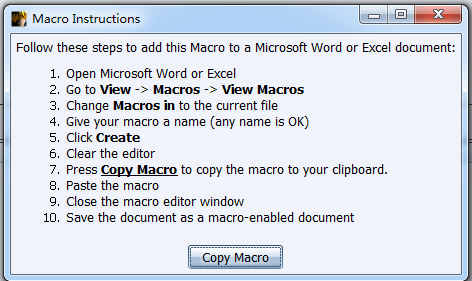 Macro Instructions
Follow these steps to add this Macro to a Microsoft Word or Excel document:
1. Open Microsoft Word or Excel
2. Go to View -> Macros -> View Macros
3. Change Macros in to the current file
4. Give your macro a name (any name is OK)
5. Click Create
6. Clear the editor
7. Press Copy Macro to copy the macro to your clipboard.
8. Paste the macro
9. Close the macro editor window
10. Save the document as a macro-enabled document
Copy Macro